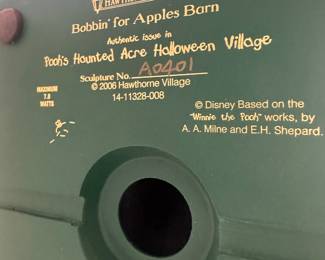 HAWTHORNE
Bobbin' for Apples Barn
Authentic issue in
Pooh's Haunted Acre Halloween Village
Sculpture No. A0401
© 2006 Hawthorne Village
14-11328-008
MAXIMUM
7.0
WATTS
© Disney Based on the
"Winnie the Pooh" works, by
A. A. Milne and E.H. Shepard.